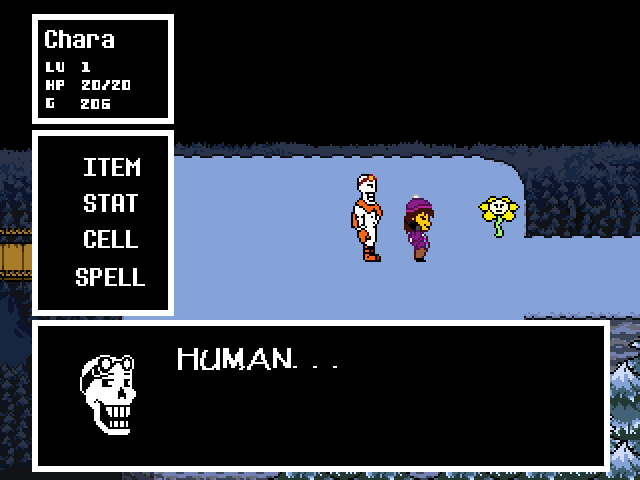 Chara
LV 1
HP 20/20
G 206
ITEM
STAT
CELL
SPELL
HUMAN. . .